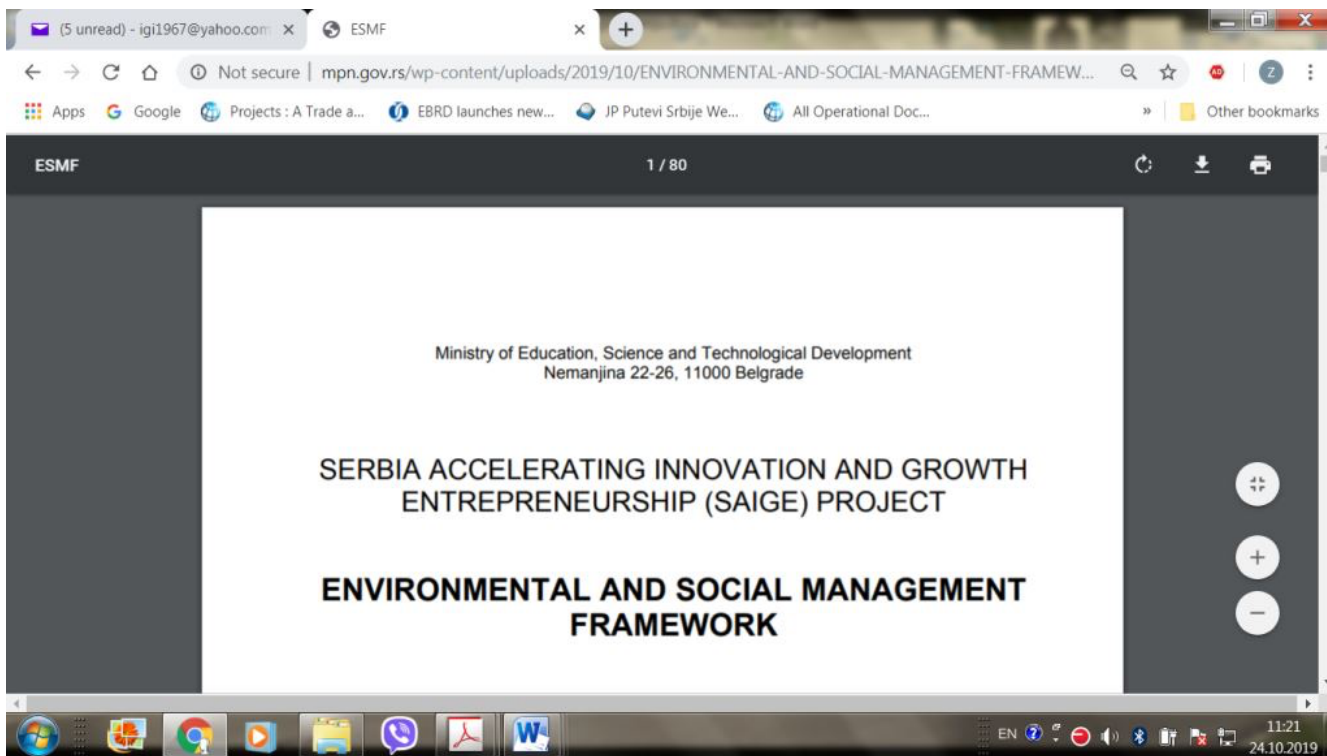 (5 unread) - igi1967@yahoo.com
ESMF
Not secure | mpn.gov.rs/wp-content/uploads/2019/10/ENVIRONMENTAL-AND-SOCIAL-MANAGEMENT-FRAMEW...
Apps Google Projects : A Trade a... EBRD launches new... JP Putevi Srbije We... All Operational Doc... » Other bookmarks
ESMF 1 / 80
Ministry of Education, Science and Technological Development
Nemanjina 22-26, 11000 Belgrade
SERBIA ACCELERATING INNOVATION AND GROWTH
ENTREPRENEURSHIP (SAIGE) PROJECT
ENVIRONMENTAL AND SOCIAL MANAGEMENT
FRAMEWORK
EN 11:21
24.10.2019